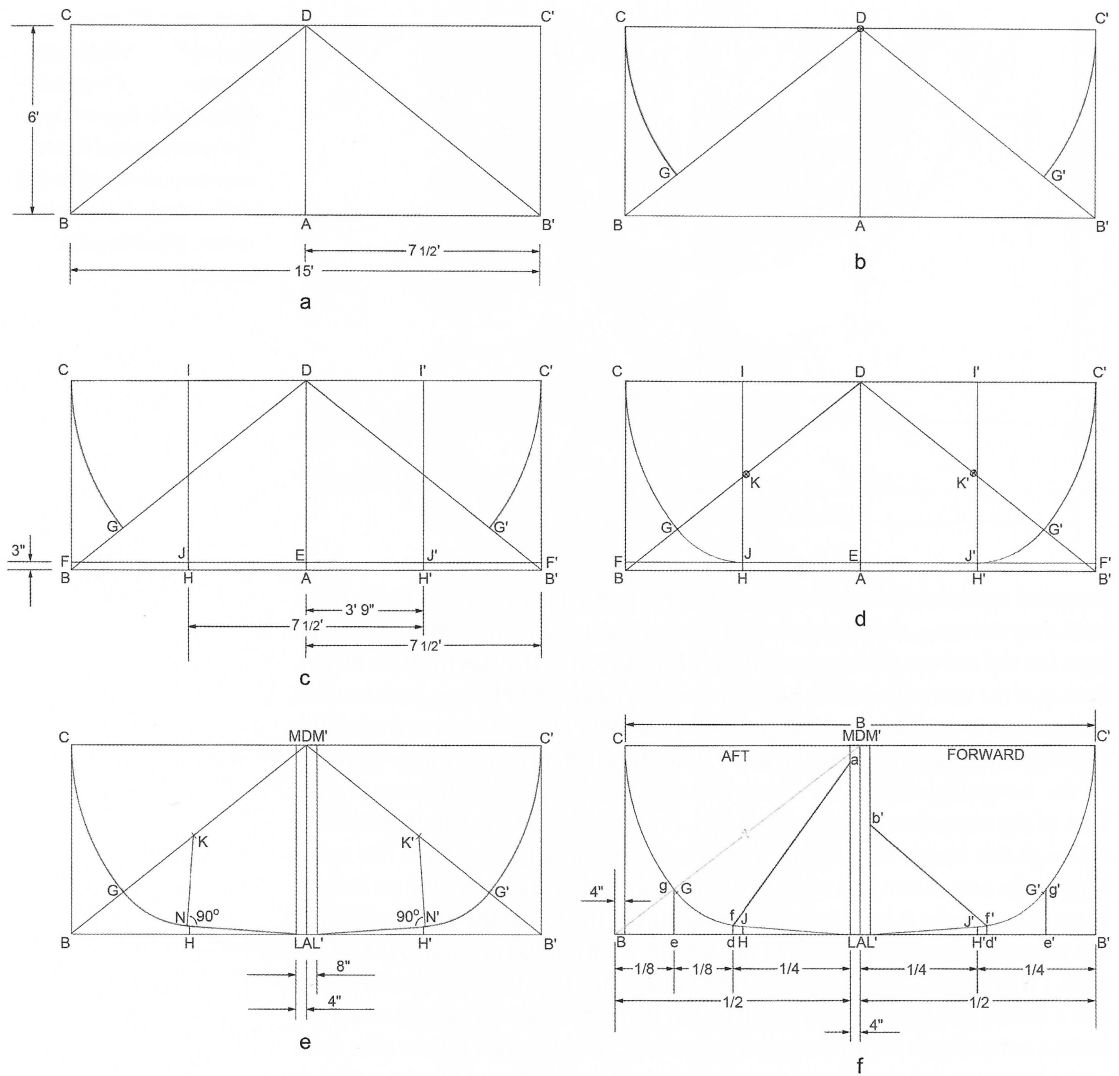 C D C'
6'
B A B'
7 1/2'
15'
a
C D C'
G G'
B A B'
b
C I D I' C'
G G'
3"
F J E J' F'
B H A H' B'
3' 9"
7 1/2'
7 1/2'
c
C I D I' C'
K K'
G G'
F J E J' F'
B H A H' B'
d
C MDM' C'
K K'
G G'
N 90° 90° N'
B H LAL' H' B'
8"
4"
e
B
C MDM' C'
AFT a FORWARD
b'
4" g G G' g'
f J J' f'
B e d H LAL' H'd' e' B'
1/8 1/8 1/4 1/4 1/4
1/2 1/2
4"
f